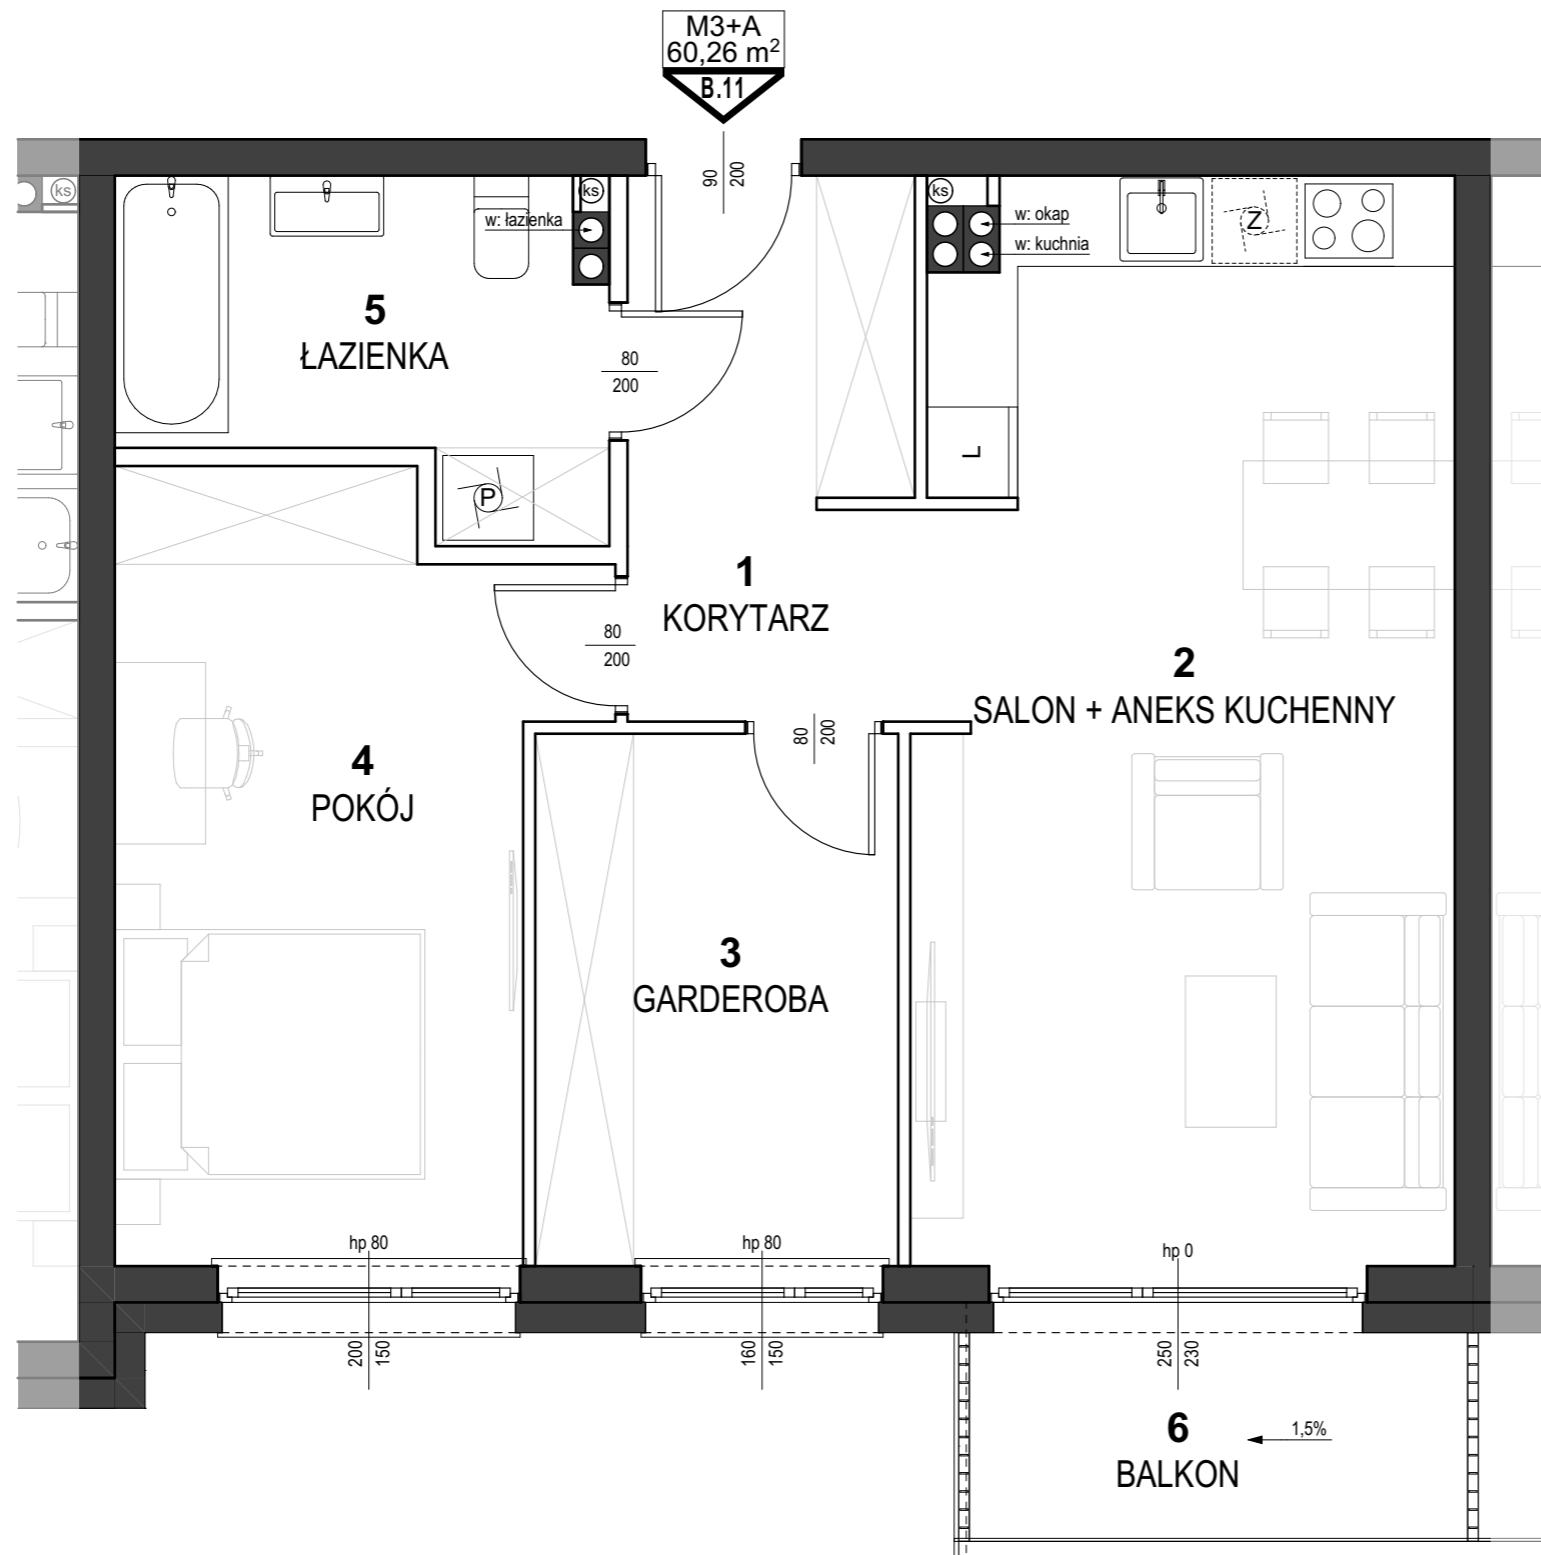 M3+A
60,26 m²
B.11
90
200
ks
ks
ks
w: łazienka
w: okap
w: kuchnia
Z
5
ŁAZIENKA
80
200
L
P
1
KORYTARZ
80
200
2
SALON + ANEKS KUCHENNY
80
200
4
POKÓJ
3
GARDEROBA
hp 80
hp 80
hp 0
200
150
160
150
250
230
6
BALKON
1,5%